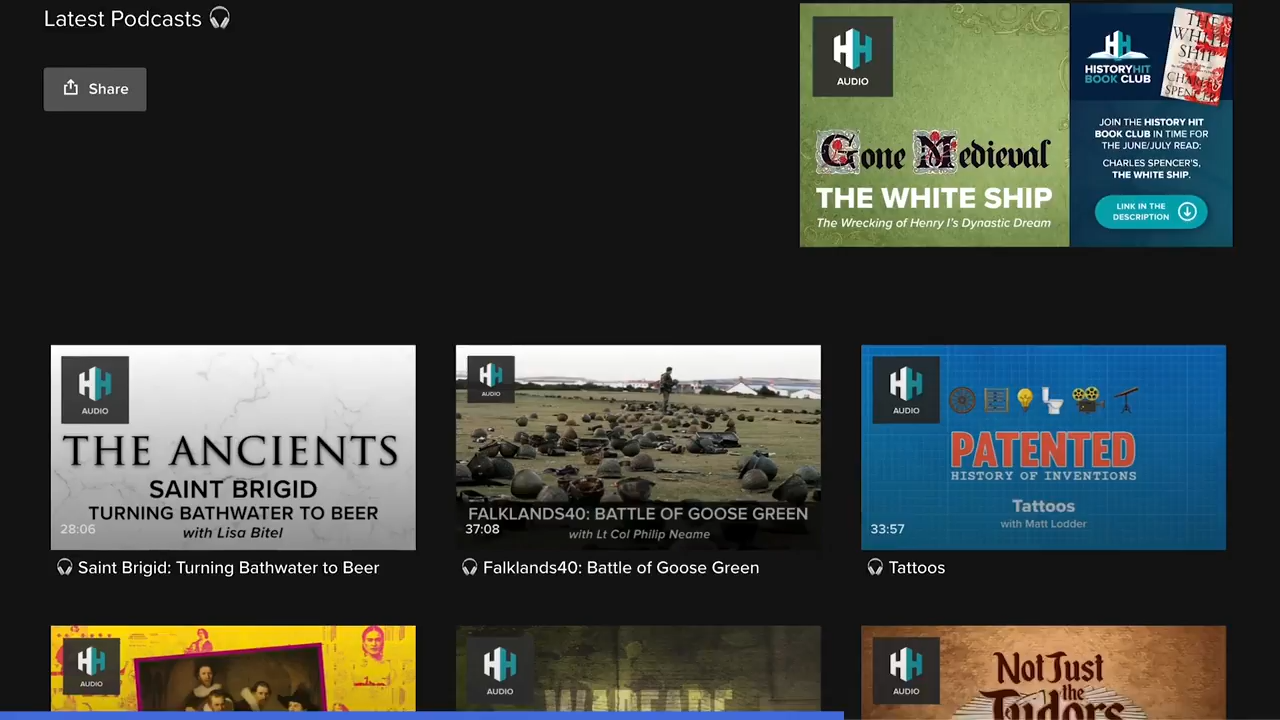 Latest Podcasts
Share
AUDIO
Gone Medieval
THE WHITE SHIP
The Wrecking of Henry I's Dynastic Dream
HISTORYHIT
BOOK CLUB
THE
WHITE
SHIP
CHARLES
SPENCER
JOIN THE HISTORY HIT
BOOK CLUB IN TIME FOR
THE JUNE/JULY READ:
CHARLES SPENCER'S,
THE WHITE SHIP.
LINK IN THE
DESCRIPTION
AUDIO
THE ANCIENTS
SAINT BRIGID
TURNING BATHWATER TO BEER
with Lisa Bitel
28:06
Saint Brigid: Turning Bathwater to Beer
AUDIO
FALKLANDS40: BATTLE OF GOOSE GREEN
with Lt Col Philip Neame
37:08
Falklands40: Battle of Goose Green
AUDIO
PATENTED
HISTORY OF INVENTIONS
Tattoos
with Matt Lodder
33:57
Tattoos
AUDIO
AUDIO
WARFARE
AUDIO
Not Just
the
Tudors